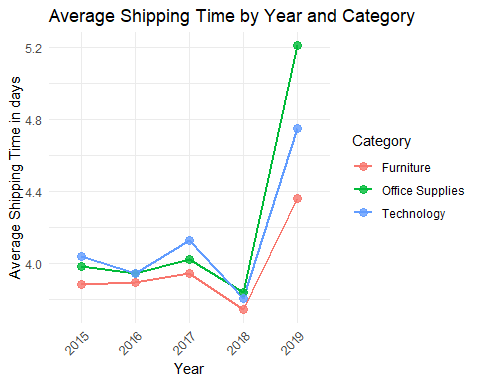 Average Shipping Time by Year and Category
Average Shipping Time in days
5.2
4.8
4.4
4.0
2015
2016
2017
2018
2019
Year
Category
Furniture
Office Supplies
Technology